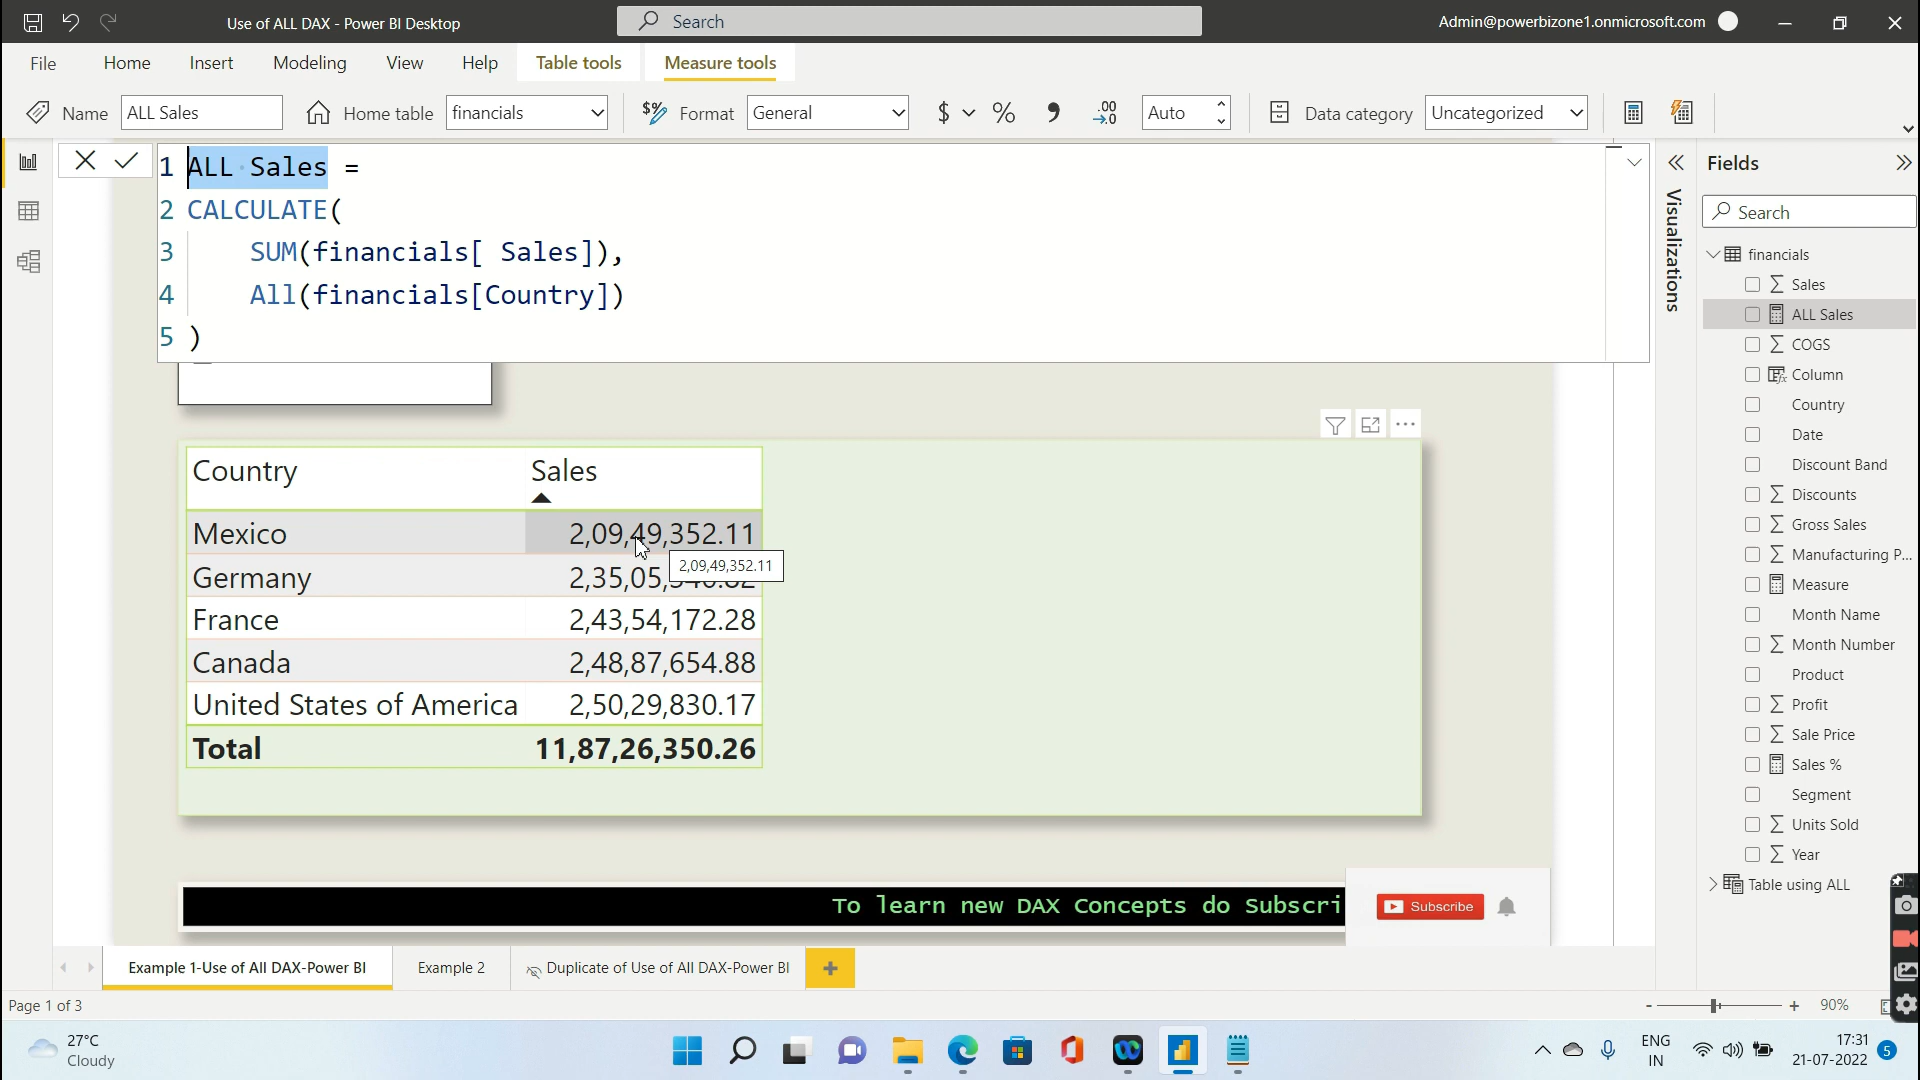 Use of ALL DAX - Power BI Desktop
Search
Admin@powerbizone1.onmicrosoft.com
File Home Insert Modeling View Help Table tools Measure tools
Name ALL Sales Home table financials Format General $ % .00 Auto Data category Uncategorized
1 ALL Sales =
2 CALCULATE(
3 SUM(financials[ Sales]),
4 All(financials[Country])
5 )
Country Sales
Mexico 2,09,49,352.11
2,09,49,352.11
Germany
France 2,43,54,172.28
Canada 2,48,87,654.88
United States of America 2,50,29,830.17
Total 11,87,26,350.26
To learn new DAX Concepts do Subscri
Subscribe
Visualizations
Fields
Search
financials
Sales
ALL Sales
COGS
Column
Country
Date
Discount Band
Discounts
Gross Sales
Manufacturing P...
Measure
Month Name
Month Number
Product
Profit
Sale Price
Sales %
Segment
Units Sold
Year
Table using ALL
Example 1-Use of All DAX-Power BI Example 2 Duplicate of Use of All DAX-Power BI +
Page 1 of 3
- + 90%
27°C
Cloudy
ENG
IN
17:31
21-07-2022
5